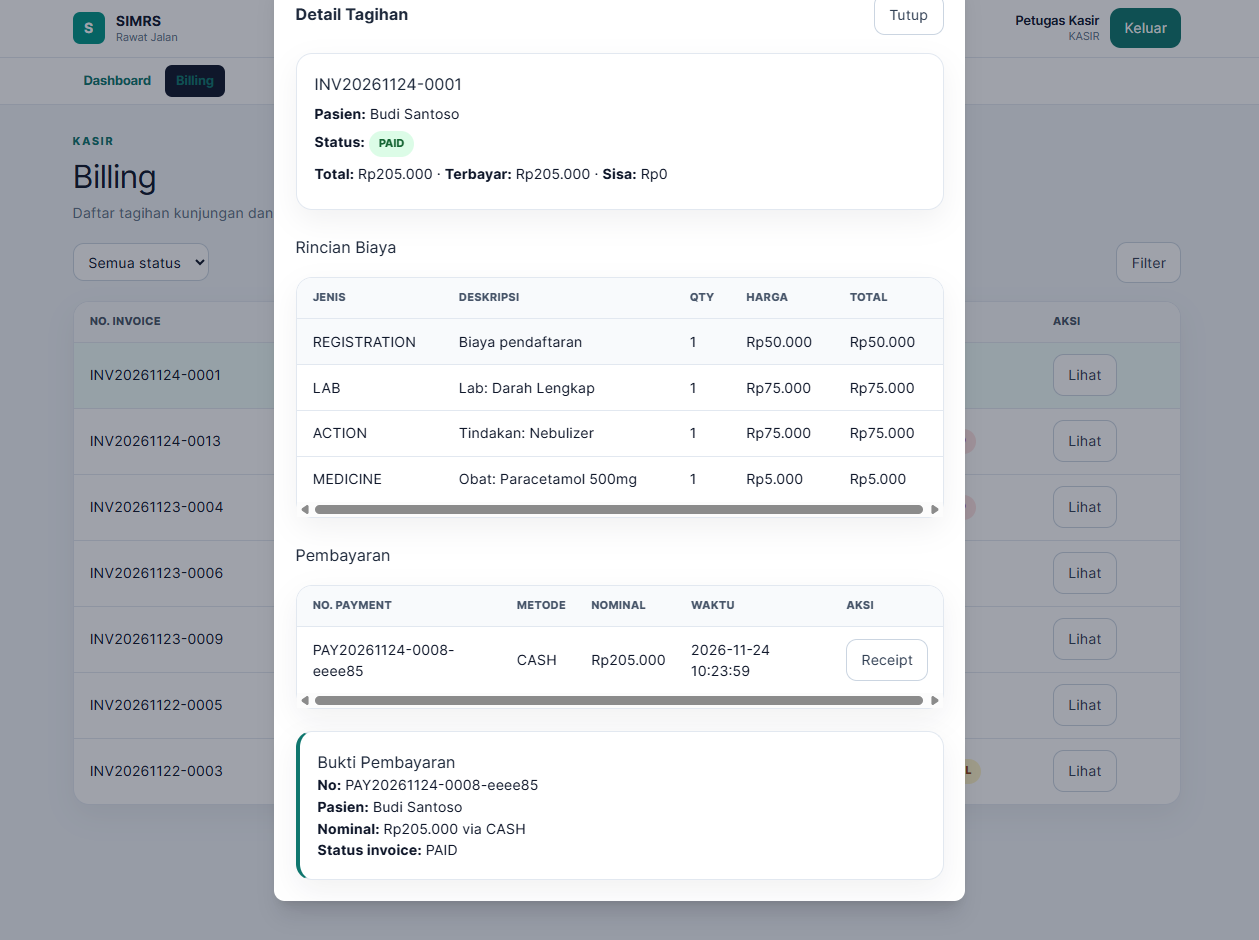 S
SIMRS
Rawat Jalan
Detail Tagihan
Tutup
Petugas Kasir
KASIR
Keluar
Dashboard
Billing
KASIR
Billing
Daftar tagihan kunjungan dan
Semua status
Filter
NO. INVOICE
AKSI
INV20261124-0001
Lihat
INV20261124-0013
Lihat
INV20261123-0004
Lihat
INV20261123-0006
Lihat
INV20261123-0009
Lihat
INV20261122-0005
Lihat
INV20261122-0003
L
Lihat
INV20261124-0001
Pasien: Budi Santoso
Status: PAID
Total: Rp205.000 · Terbayar: Rp205.000 · Sisa: Rp0
Rincian Biaya
JENIS DESKRIPSI QTY HARGA TOTAL
REGISTRATION Biaya pendaftaran 1 Rp50.000 Rp50.000
LAB Lab: Darah Lengkap 1 Rp75.000 Rp75.000
ACTION Tindakan: Nebulizer 1 Rp75.000 Rp75.000
MEDICINE Obat: Paracetamol 500mg 1 Rp5.000 Rp5.000
Pembayaran
NO. PAYMENT METODE NOMINAL WAKTU AKSI
PAY20261124-0008-eeee85 CASH Rp205.000 2026-11-24 10:23:59 Receipt
Bukti Pembayaran
No: PAY20261124-0008-eeee85
Pasien: Budi Santoso
Nominal: Rp205.000 via CASH
Status invoice: PAID